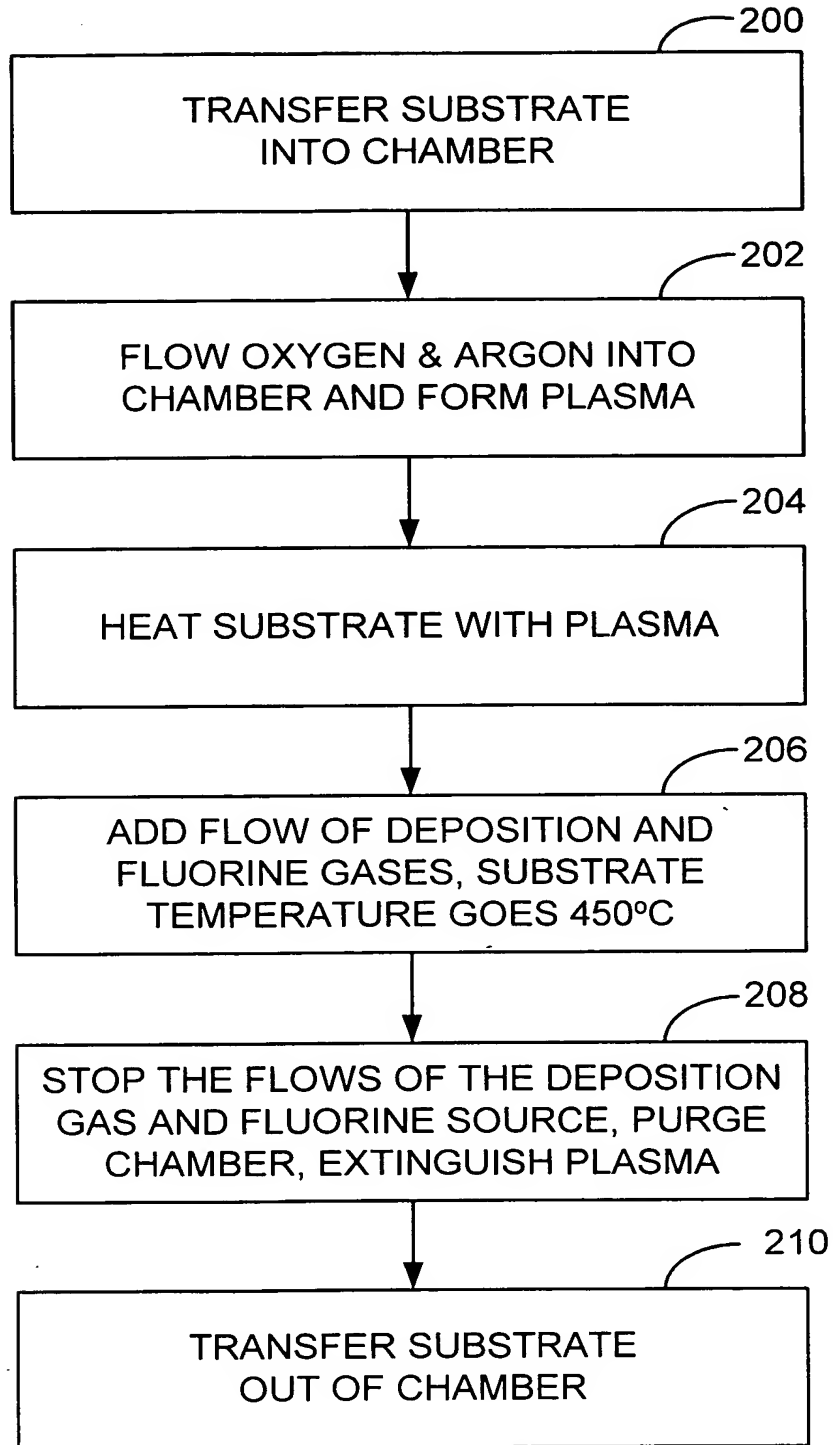 200
TRANSFER SUBSTRATE
INTO CHAMBER
202
FLOW OXYGEN & ARGON INTO
CHAMBER AND FORM PLASMA
204
HEAT SUBSTRATE WITH PLASMA
206
ADD FLOW OF DEPOSITION AND
FLUORINE GASES, SUBSTRATE
TEMPERATURE GOES 450ºC
208
STOP THE FLOWS OF THE DEPOSITION
GAS AND FLUORINE SOURCE, PURGE
CHAMBER, EXTINGUISH PLASMA
210
TRANSFER SUBSTRATE
OUT OF CHAMBER